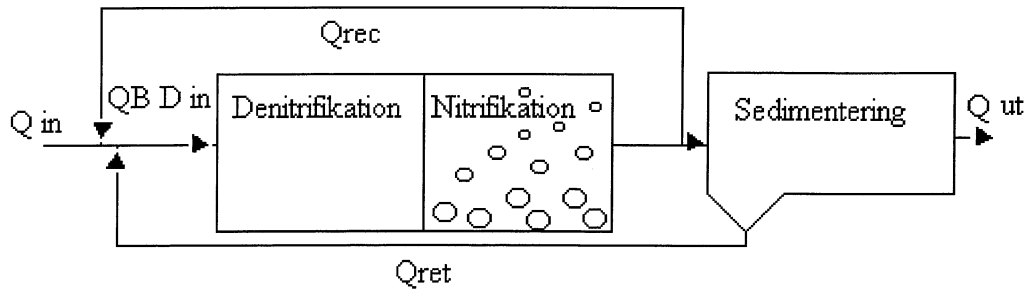 Qrec
QB D in
Q in
Denitrifikation
Nitrifikation
Sedimentering
Q ut
Qret